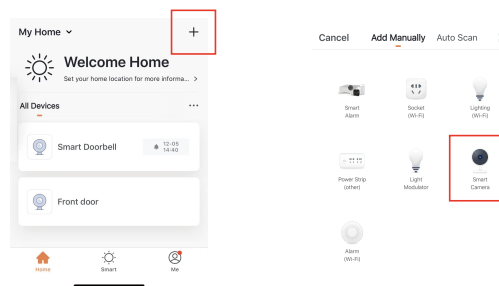 My Home
Welcome Home
Set your home location for more informa...
All Devices
Smart Doorbell
12-05
14:40
Front door
Home
Smart
Me
Cancel
Add Manually
Auto Scan
Smart
Alarm
Socket
(Wi-Fi)
Lighting
(Wi-Fi)
Power Strip
(other)
Light
Modulator
Smart
Camera
Alarm
(Wi-Fi)